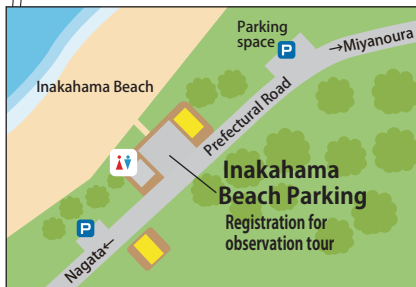 Parking
space
P
→Miyanoura
Inakahama Beach
Prefectural Road
Inakahama
Beach Parking
Registration for
observation tour
P
Nagata←